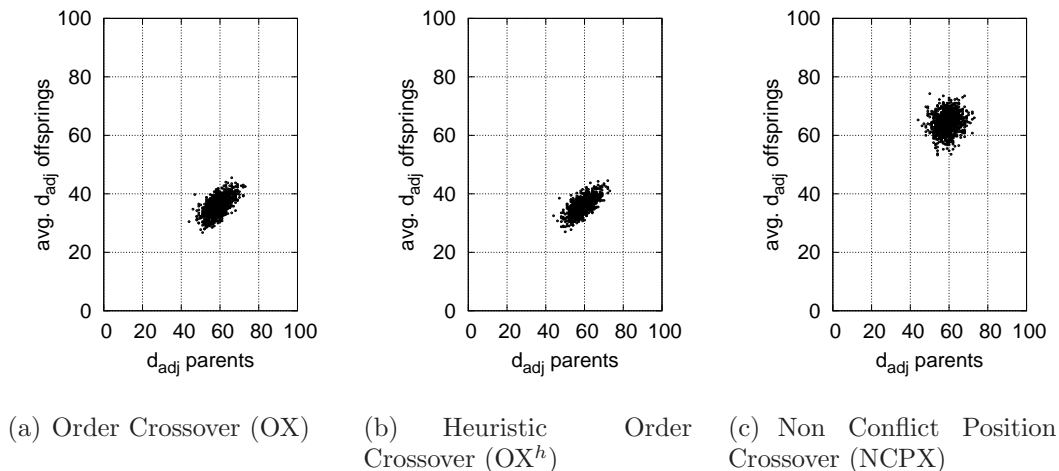 100
80
60
40
20
0
avg. d_adj offsprings
0 20 40 60 80 100
d_adj parents
100
80
60
40
20
0
avg. d_adj offsprings
0 20 40 60 80 100
d_adj parents
100
80
60
40
20
0
avg. d_adj offsprings
0 20 40 60 80 100
d_adj parents
(a) Order Crossover (OX)
(b) Heuristic Order
Crossover (OX^h)
(c) Non Conflict Position
Crossover (NCPX)